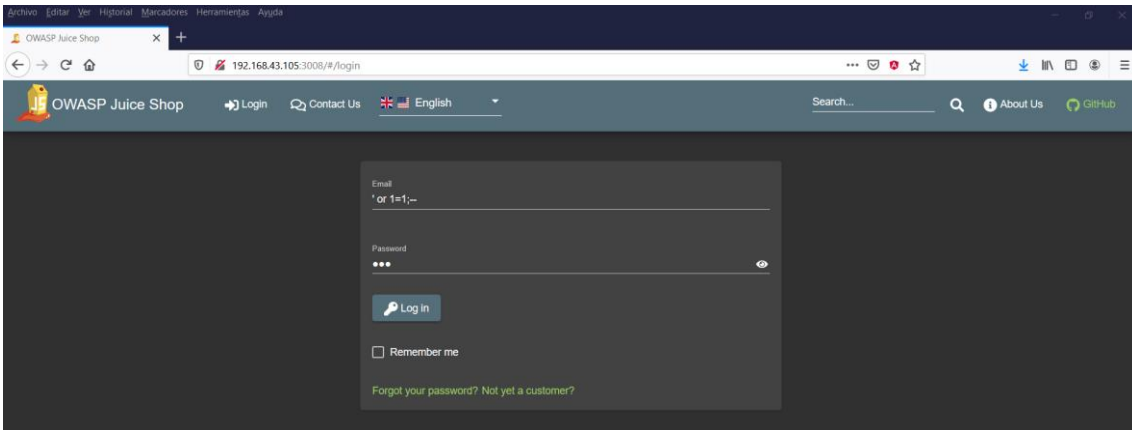 Archivo Editar Ver Historial Marcadores Herramientas Ayuda
OWASP Juice Shop
192.168.43.105:3008/#/login
JS OWASP Juice Shop Login Contact Us English Search... About Us GitHub
Email
' or 1=1;--
Password
Log in
Remember me
Forgot your password? Not yet a customer?